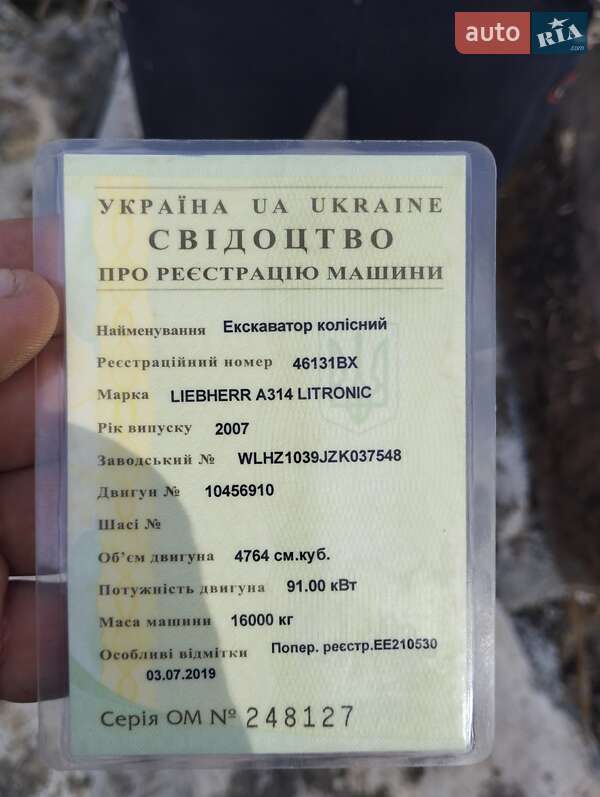 auto RIA .com
УКРАЇНА UA UKRAINE
СВІДОЦТВО
ПРО РЕЄСТРАЦІЮ МАШИНИ
Найменування Екскаватор колісний
Реєстраційний номер 46131ВХ
Марка LIEBHERR A314 LITRONIC
Рік випуску 2007
Заводський № WLHZ1039JZK037548
Двигун № 10456910
Шасі №
Об'єм двигуна 4764 см.куб.
Потужність двигуна 91.00 кВт
Маса машини 16000 кг
Особливі відмітки Попер. реєстр.ЕЕ210530
03.07.2019
Серія ОМ № 248127